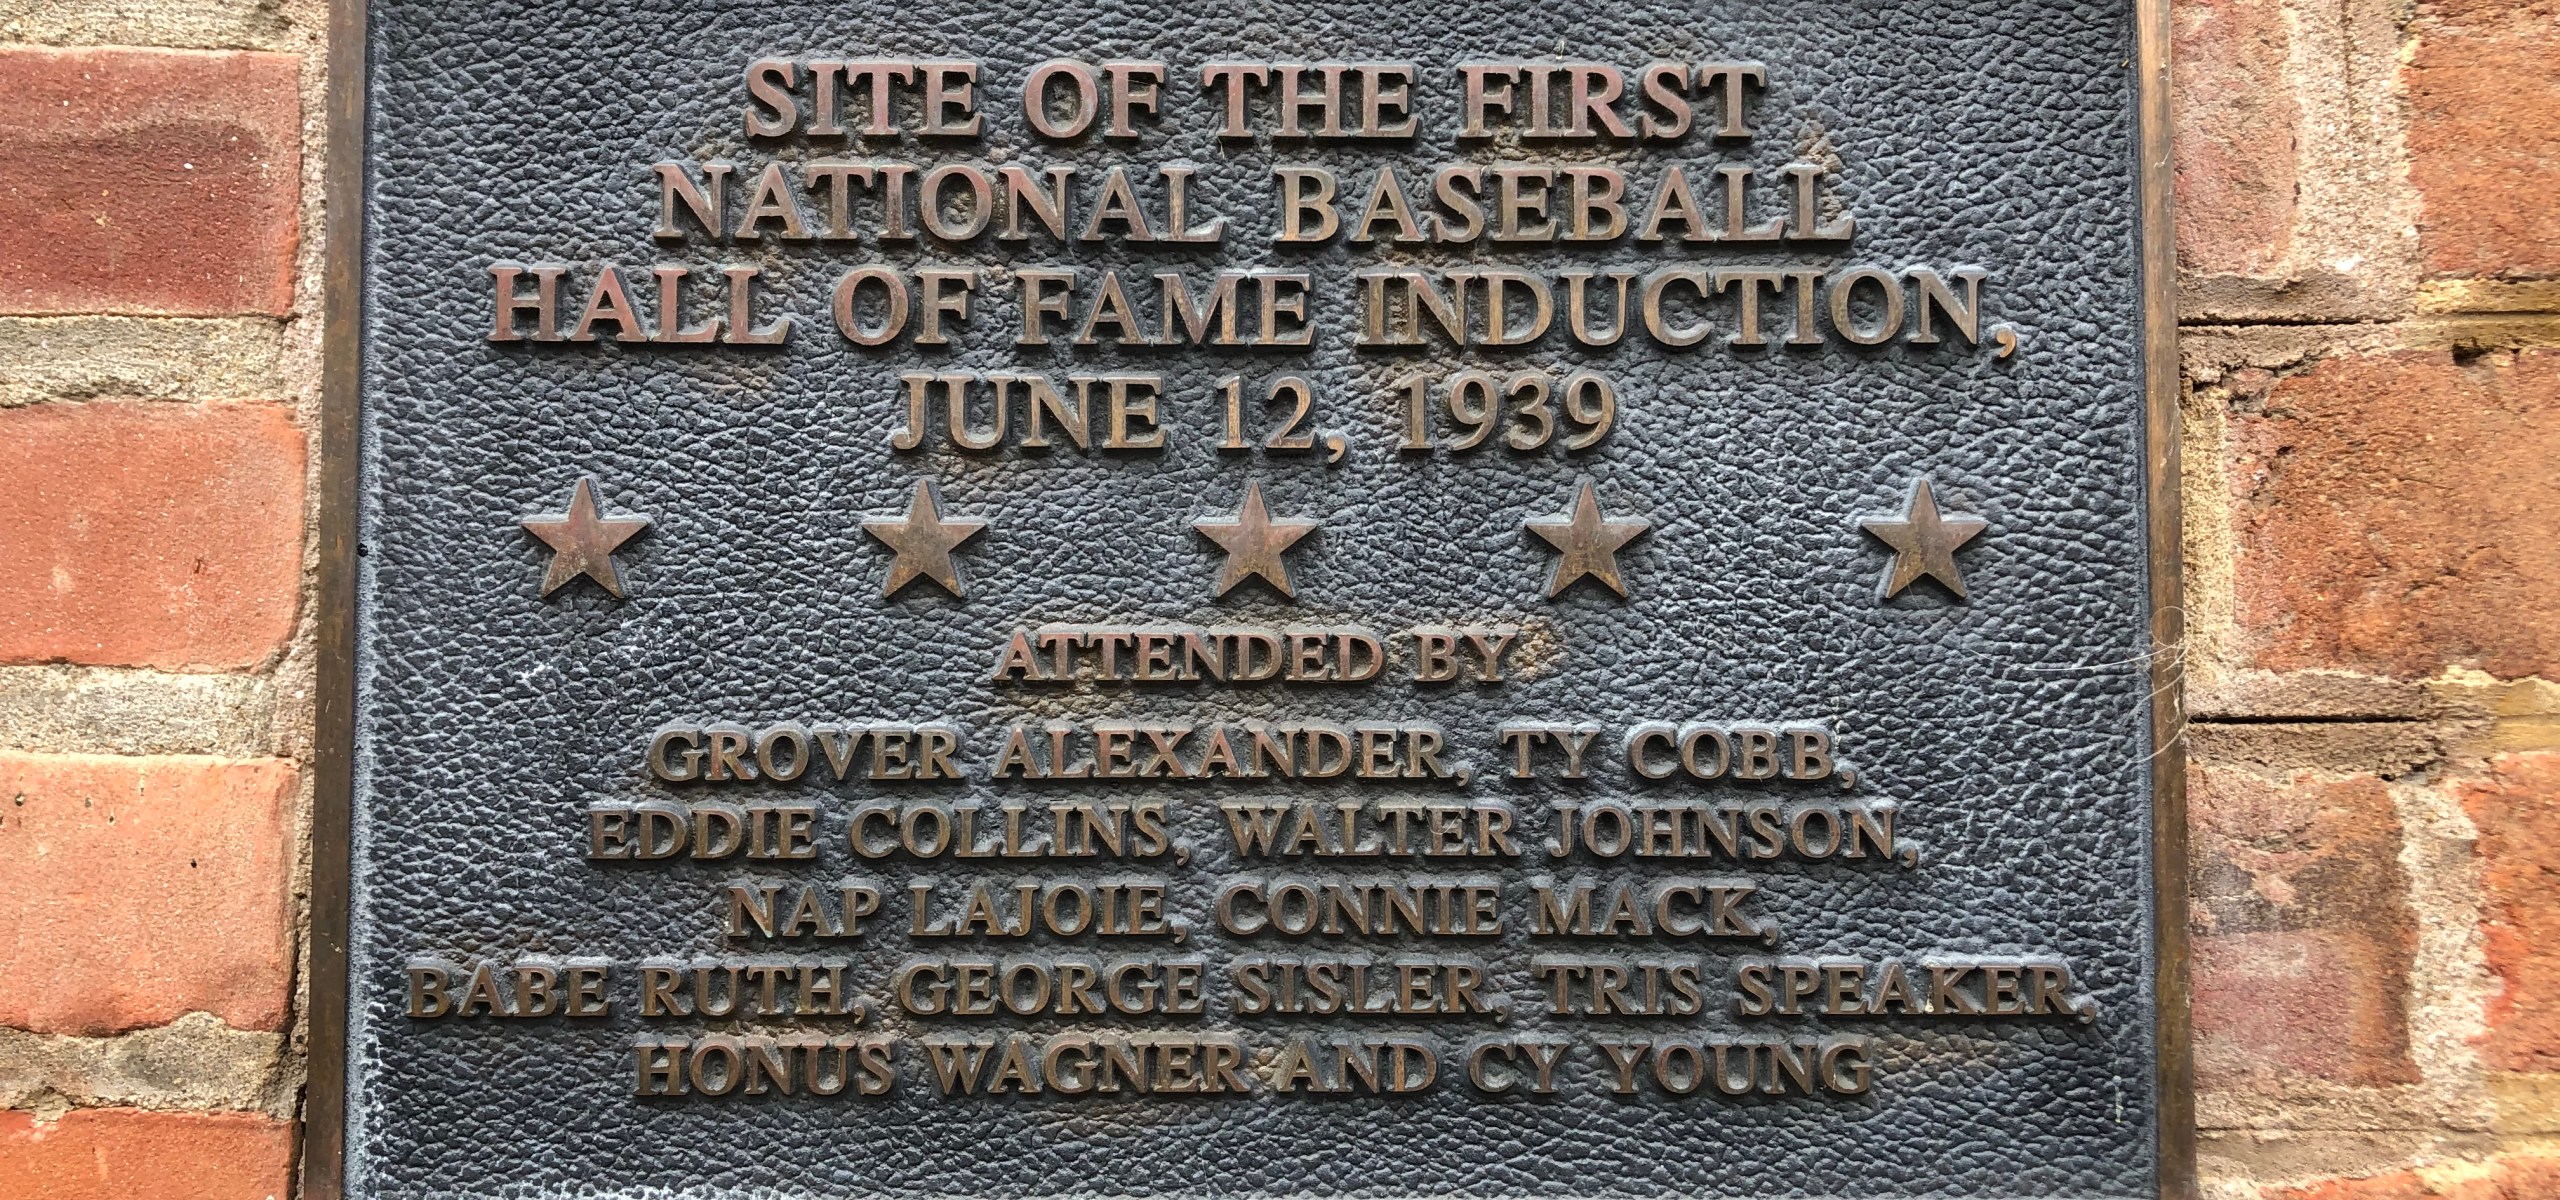 SITE OF THE FIRST
NATIONAL BASEBALL
HALL OF FAME INDUCTION,
JUNE 12, 1939
ATTENDED BY
GROVER ALEXANDER, TY COBB,
EDDIE COLLINS, WALTER JOHNSON,
NAP LAJOIE, CONNIE MACK,
BABE RUTH, GEORGE SISLER, TRIS SPEAKER,
HONUS WAGNER AND CY YOUNG